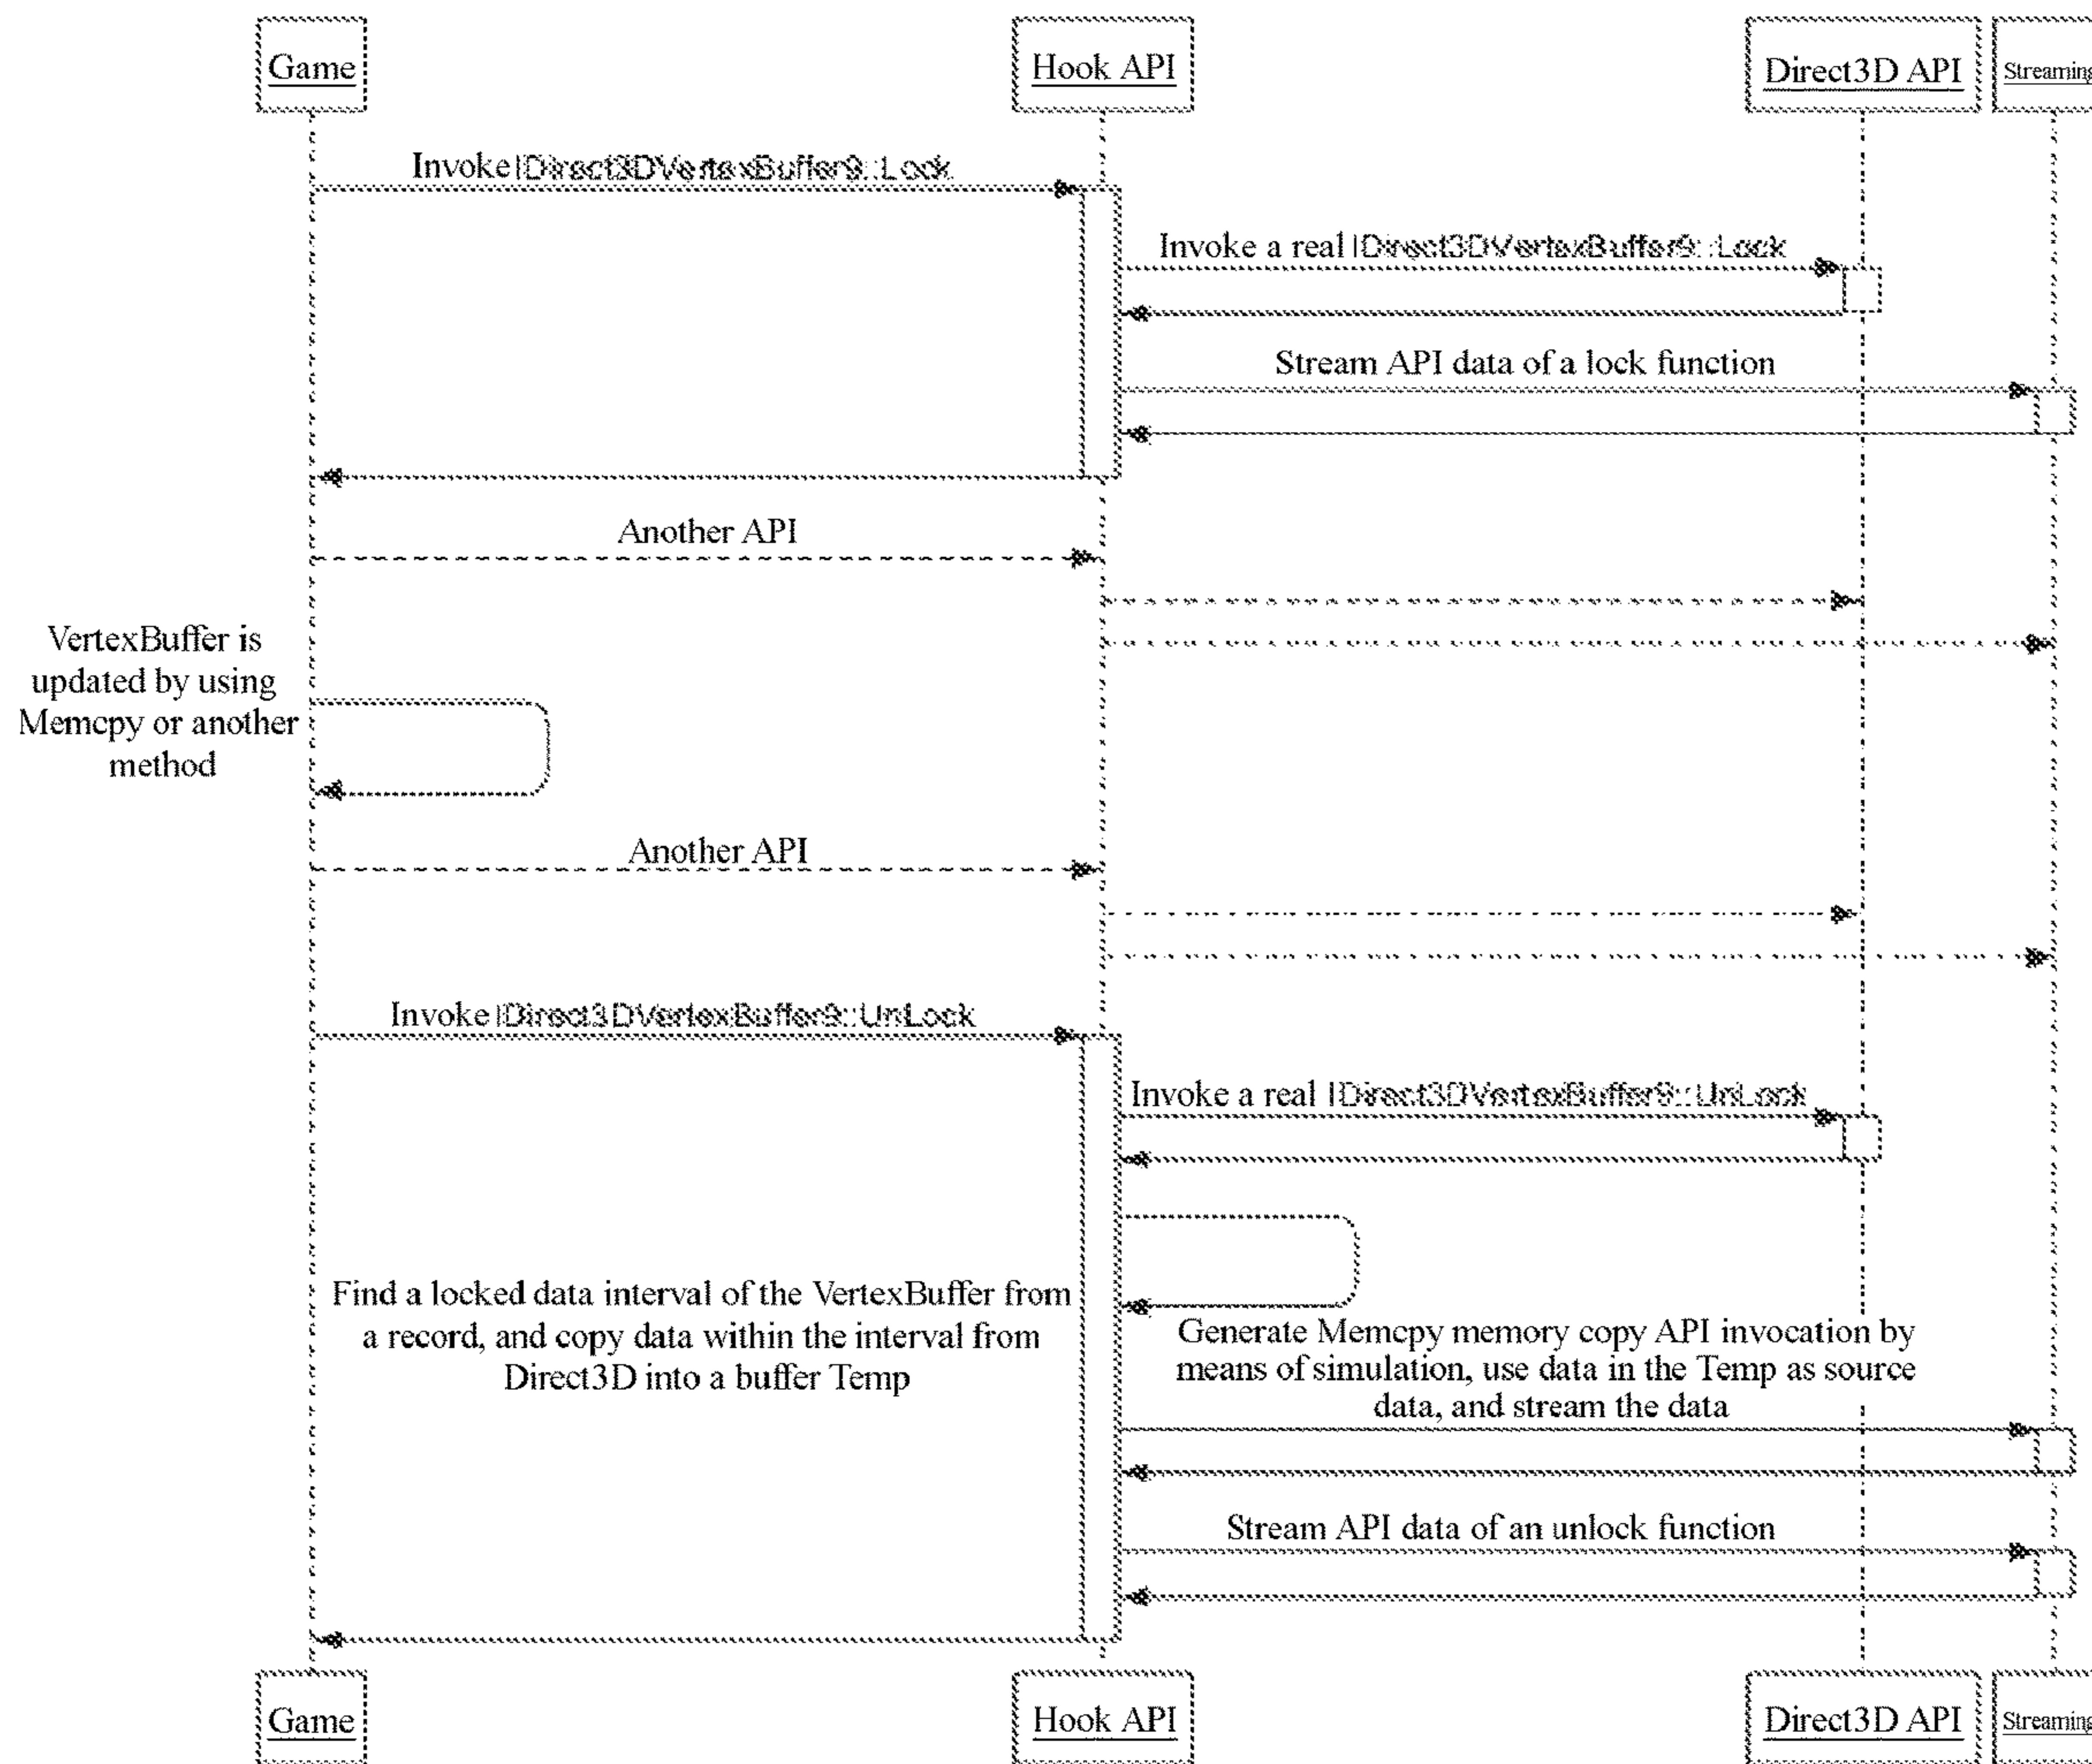 Game
Hook API
Direct3D API
Streaming
Invoke IDirect3DVertexBuffer9::Lock
Invoke a real IDirect3DVertexBuffer9::Lock
Stream API data of a lock function
Another API
VertexBuffer is
updated by using
Memcpy or another
method
Another API
Invoke IDirect3DVertexBuffer9::UnLock
Invoke a real IDirect3DVertexBuffer9::UnLock
Find a locked data interval of the VertexBuffer from
a record, and copy data within the interval from
Direct3D into a buffer Temp
Generate Memcpy memory copy API invocation by
means of simulation, use data in the Temp as source
data, and stream the data
Stream API data of an unlock function
Game
Hook API
Direct3D API
Streaming